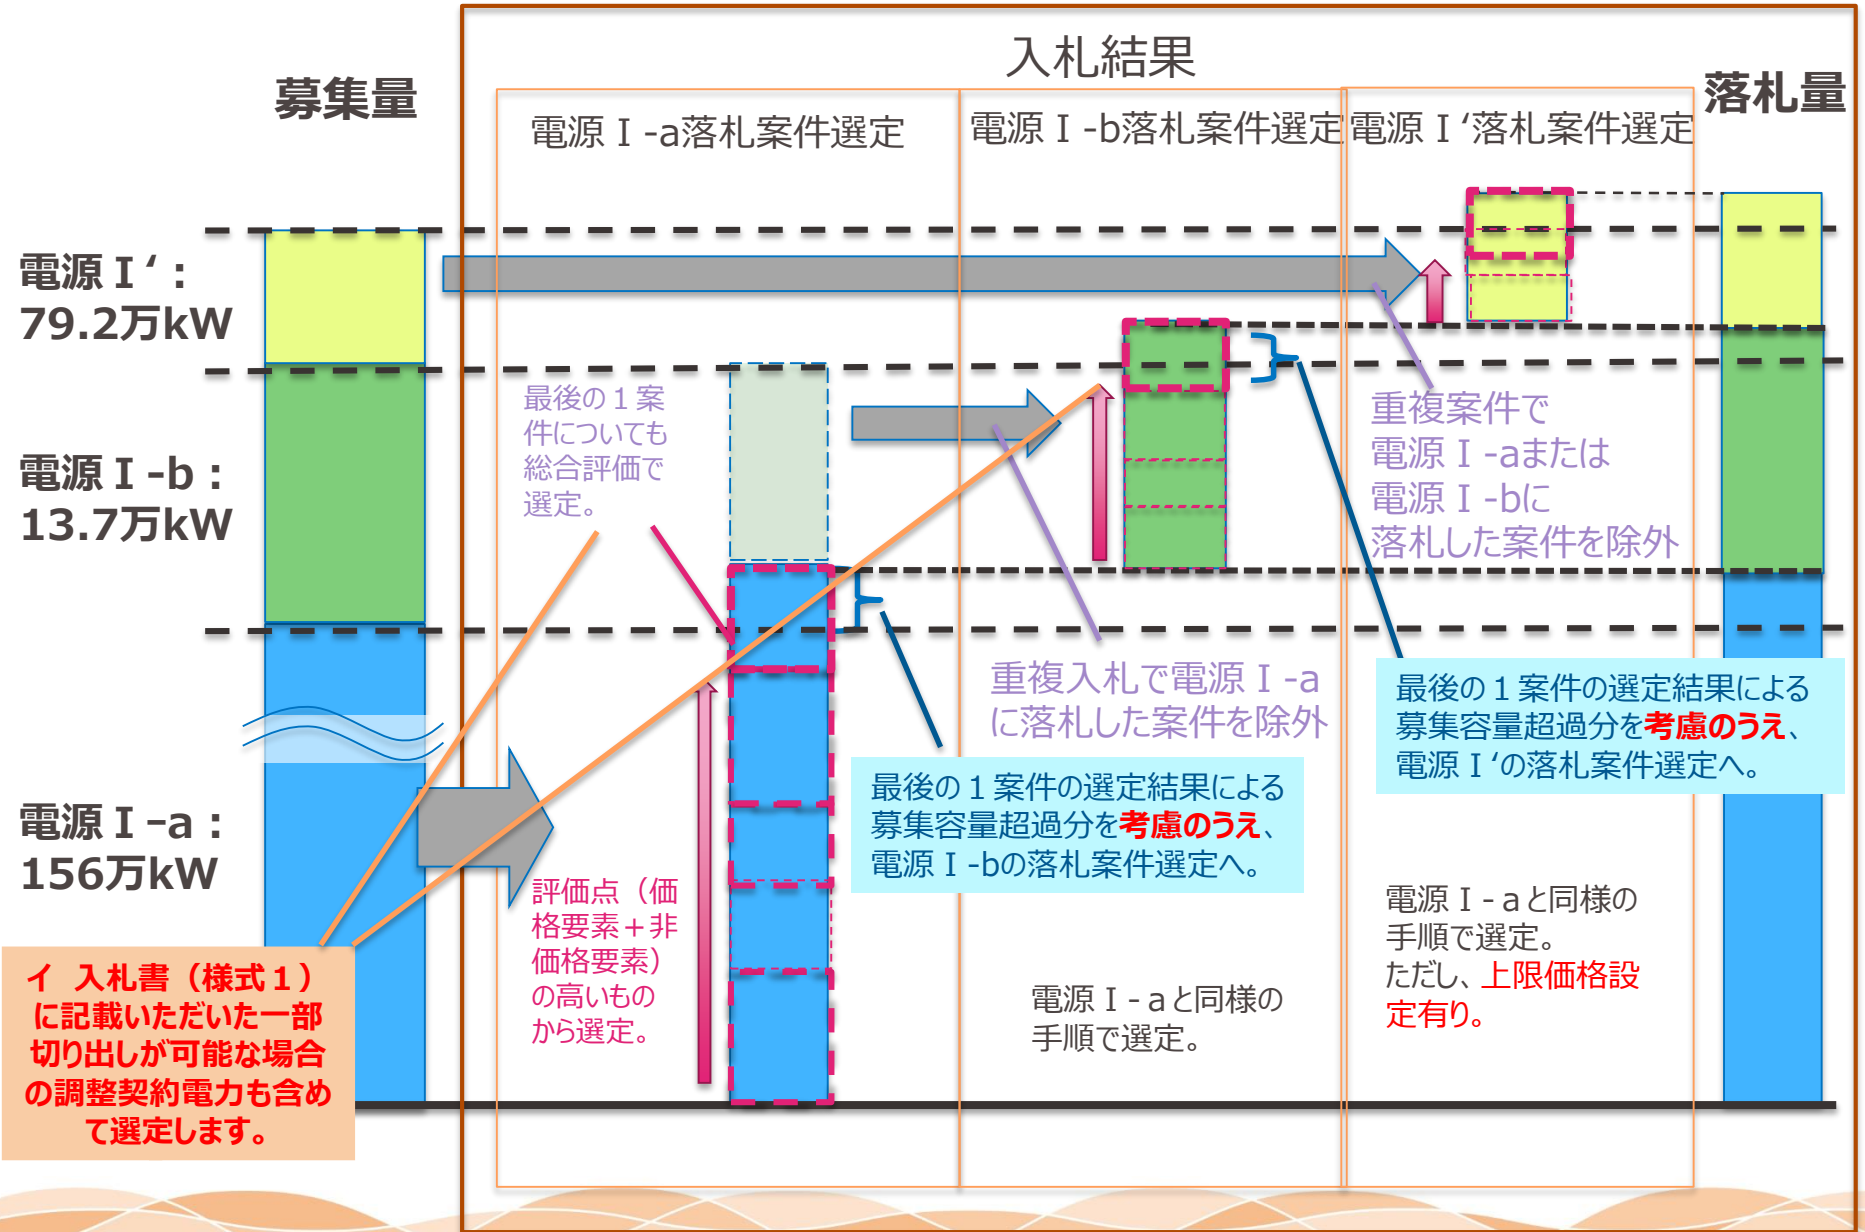 入札結果
募集量
落札量
電源Ⅰ-a落札案件選定
電源Ⅰ-b落札案件選定
電源Ⅰ‘落札案件選定
電源Ⅰ‘：
79.2万kW
電源Ⅰ-b：
13.7万kW
電源Ⅰ-a：
156万kW
最後の１案
件についても
総合評価で
選定。
重複案件で
電源Ⅰ-aまたは
電源Ⅰ-bに
落札した案件を除外
重複入札で電源Ⅰ-a
に落札した案件を除外
最後の１案件の選定結果による
募集容量超過分を考慮のうえ、
電源Ⅰ‘の落札案件選定へ。
最後の１案件の選定結果による
募集容量超過分を考慮のうえ、
電源Ⅰ-bの落札案件選定へ。
評価点（価
格要素＋非
価格要素）
の高いもの
から選定。
電源Ⅰ-ａと同様の
手順で選定。
電源Ⅰ-ａと同様の
手順で選定。
ただし、上限価格設
定有り。
イ　入札書（様式１）
に記載いただいた一部
切り出しが可能な場合
の調整契約電力も含め
て選定します。